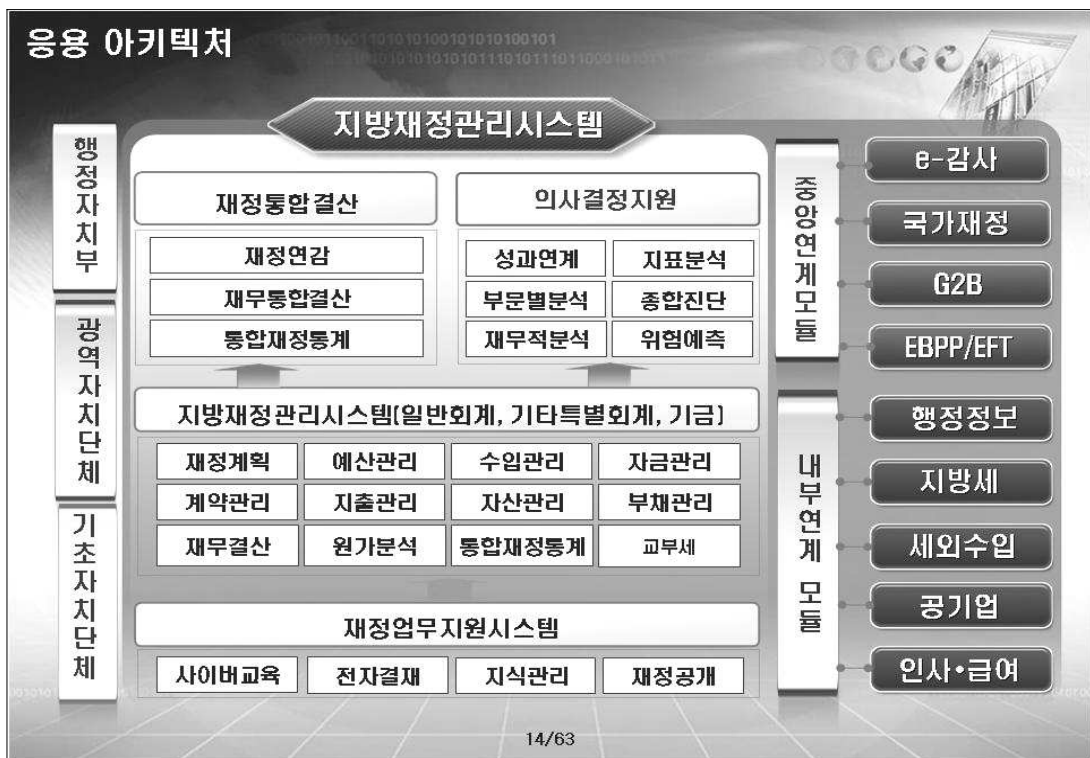 응용 아키텍처
지방재정관리시스템
행정자치부
광역자치단체
기초자치단체
재정통합결산
재정연감
재무통합결산
통합재정통계
의사결정지원
성과연계 지표분석
부문별분석 종합진단
재무적분석 위험예측
지방재정관리시스템(일반회계, 기타특별회계, 기금)
재정계획 예산관리 수입관리 자금관리
계약관리 지출관리 자산관리 부채관리
재무결산 원가분석 통합재정통계 교부세
재정업무지원시스템
사이버교육 전자결재 지식관리 재정공개
중앙연계모듈
e-감사
국가재정
G2B
EBPP/EFT
내부연계 모듈
행정정보
지방세
세외수입
공기업
인사•급여
14/63